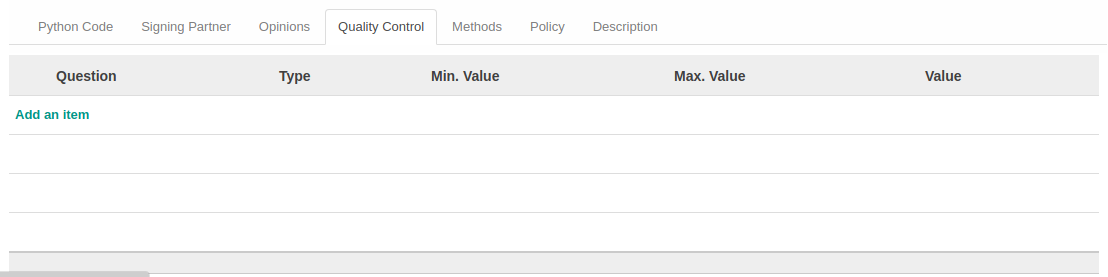 Python Code Signing Partner Opinions Quality Control Methods Policy Description
Question Type Min. Value Max. Value Value
Add an item